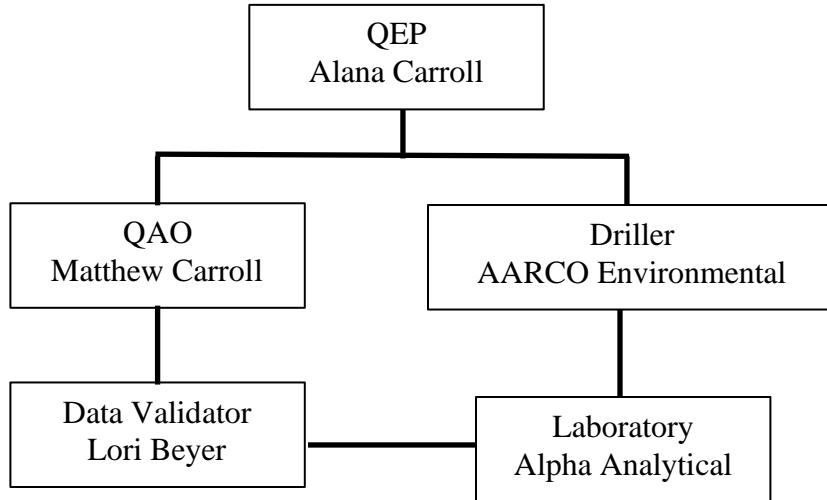 QEP
Alana Carroll
QAO
Matthew Carroll
Driller
AARCO Environmental
Data Validator
Lori Beyer
Laboratory
Alpha Analytical